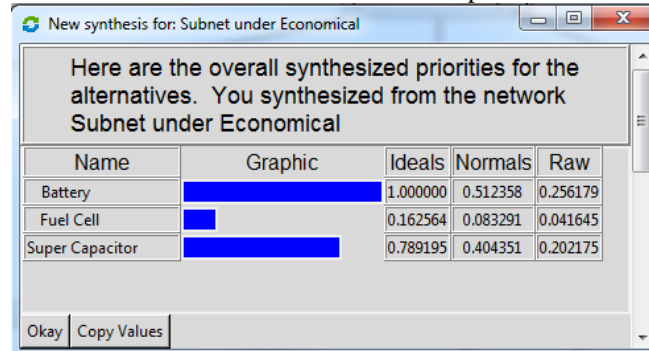 New synthesis for: Subnet under Economical
Here are the overall synthesized priorities for the
alternatives. You synthesized from the network
Subnet under Economical
Name Graphic Ideals Normals Raw
Battery 1.000000 0.512358 0.256179
Fuel Cell 0.162564 0.083291 0.041645
Super Capacitor 0.789195 0.404351 0.202175
Okay Copy Values